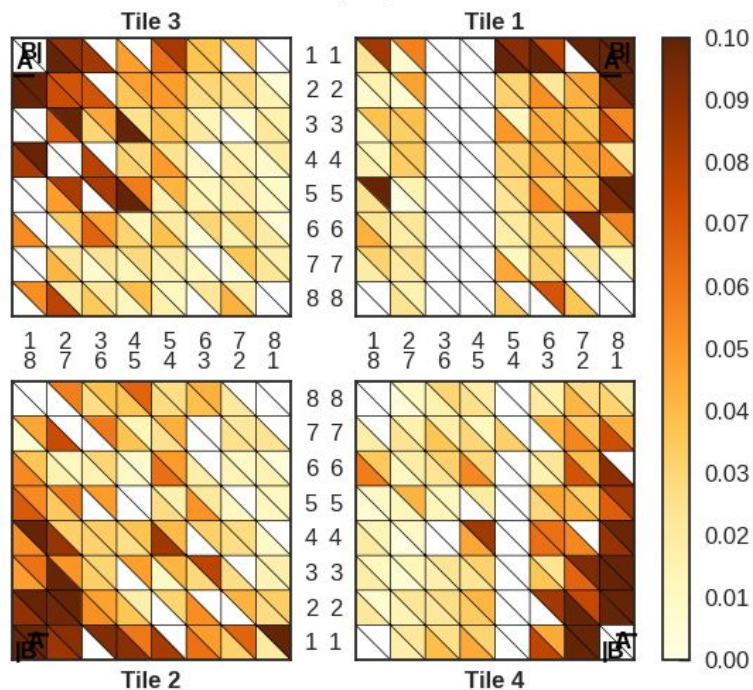 Tile 3 Tile 1
B|
A
B|
A
1 1
2 2
3 3
4 4
5 5
6 6
7 7
8 8
1 2 3 4 5 6 7 8
8 7 6 5 4 3 2 1
1 2 3 4 5 6 7 8
8 7 6 5 4 3 2 1
8 8
7 7
6 6
5 5
4 4
3 3
2 2
1 1
A
|B
A
|B
Tile 2 Tile 4
0.10
0.09
0.08
0.07
0.06
0.05
0.04
0.03
0.02
0.01
0.00